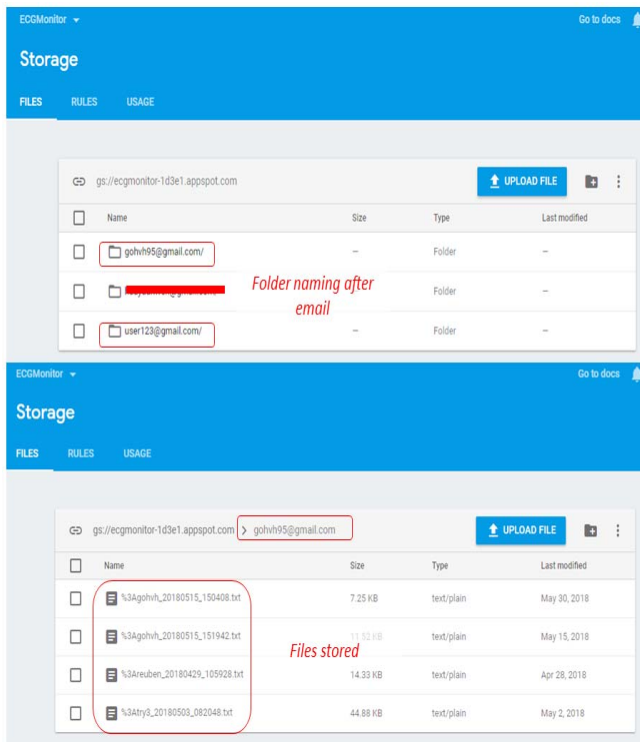 ECGMonitor Go to docs
Storage
FILES RULES USAGE
gs://ecgmonitor-1d3e1.appspot.com UPLOAD FILE
Name Size Type Last modified
gohvh95@gmail.com/ – Folder –
Folder –
user123@gmail.com/ – Folder –
Folder naming after
email
ECGMonitor Go to docs
Storage
FILES RULES USAGE
gs://ecgmonitor-1d3e1.appspot.com > gohvh95@gmail.com UPLOAD FILE
Name Size Type Last modified
%3Agohvh_20180515_150408.txt 7.25 KB text/plain May 30, 2018
%3Agohvh_20180515_151942.txt 11.52 KB text/plain May 15, 2018
Files stored
%3Areuben_20180429_105928.txt 14.33 KB text/plain Apr 28, 2018
%3Atry3_20180503_082048.txt 44.88 KB text/plain May 2, 2018